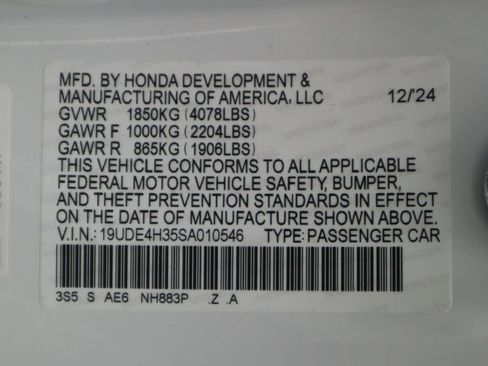 MFD. BY HONDA DEVELOPMENT &
MANUFACTURING OF AMERICA, LLC 12/'24
GVWR 1850KG (4078LBS)
GAWR F 1000KG (2204LBS)
GAWR R 865KG (1906LBS)
THIS VEHICLE CONFORMS TO ALL APPLICABLE
FEDERAL MOTOR VEHICLE SAFETY, BUMPER,
AND THEFT PREVENTION STANDARDS IN EFFECT
ON THE DATE OF MANUFACTURE SHOWN ABOVE.
V.I.N.: 19UDE4H35SA010546 TYPE: PASSENGER CAR
3S5 S AE6 NH883P .Z .A